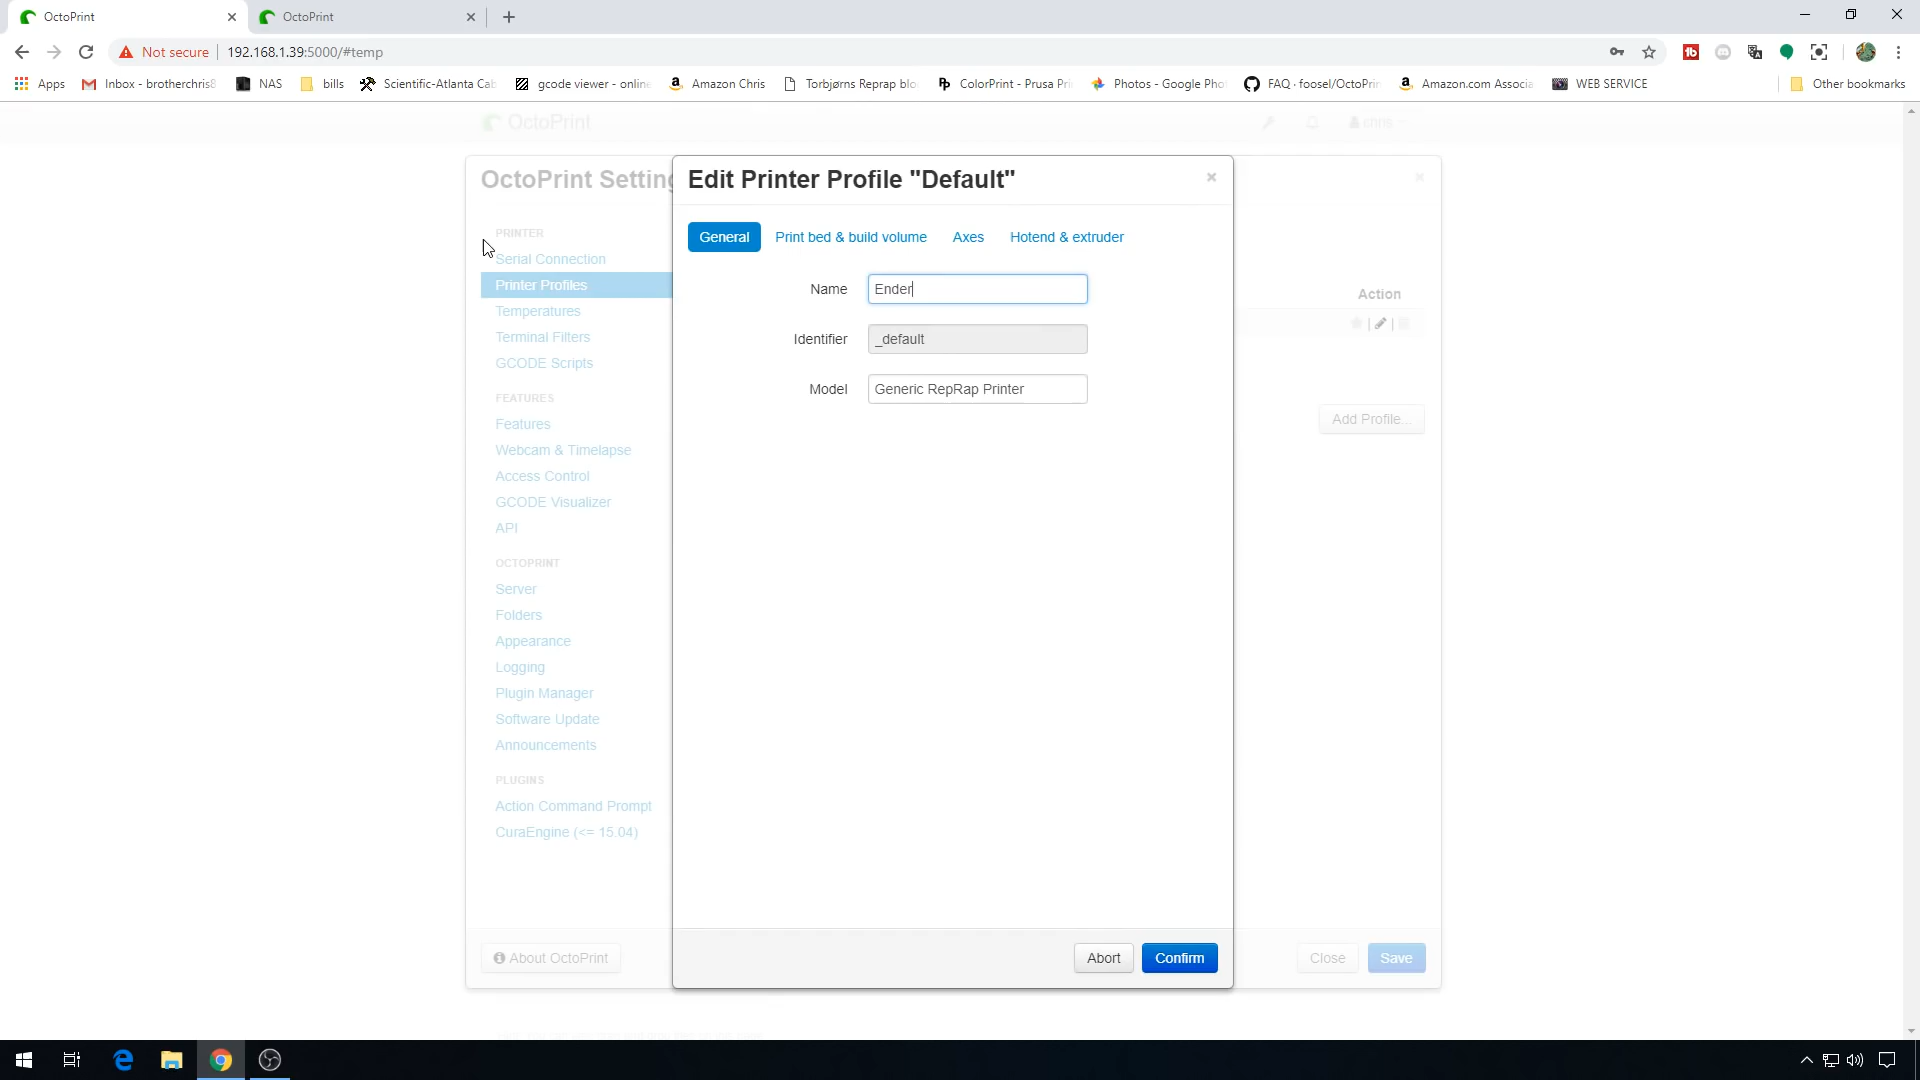 OctoPrint
OctoPrint
Not secure
192.168.1.39:5000/#temp
Apps
Inbox - brotherchris8
NAS
bills
Scientific-Atlanta Cab
gcode viewer - online
Amazon Chris
Torbjørns Reprap blo
ColorPrint - Prusa Pri
Photos - Google Pho
FAQ · foosel/OctoPrin
Amazon.com Associa
WEB SERVICE
Other bookmarks
OctoPrint
chris
OctoPrint Setting
Edit Printer Profile "Default"
×
×
PRINTER
Serial Connection
Printer Profiles
Temperatures
Terminal Filters
GCODE Scripts
FEATURES
Features
Webcam & Timelapse
Access Control
GCODE Visualizer
API
OCTOPRINT
Server
Folders
Appearance
Logging
Plugin Manager
Software Update
Announcements
PLUGINS
Action Command Prompt
CuraEngine (<= 15.04)
About OctoPrint
General
Print bed & build volume
Axes
Hotend & extruder
Name
Ender
Identifier
_default
Model
Generic RepRap Printer
Abort
Confirm
Action
| |
Add Profile...
Close
Save